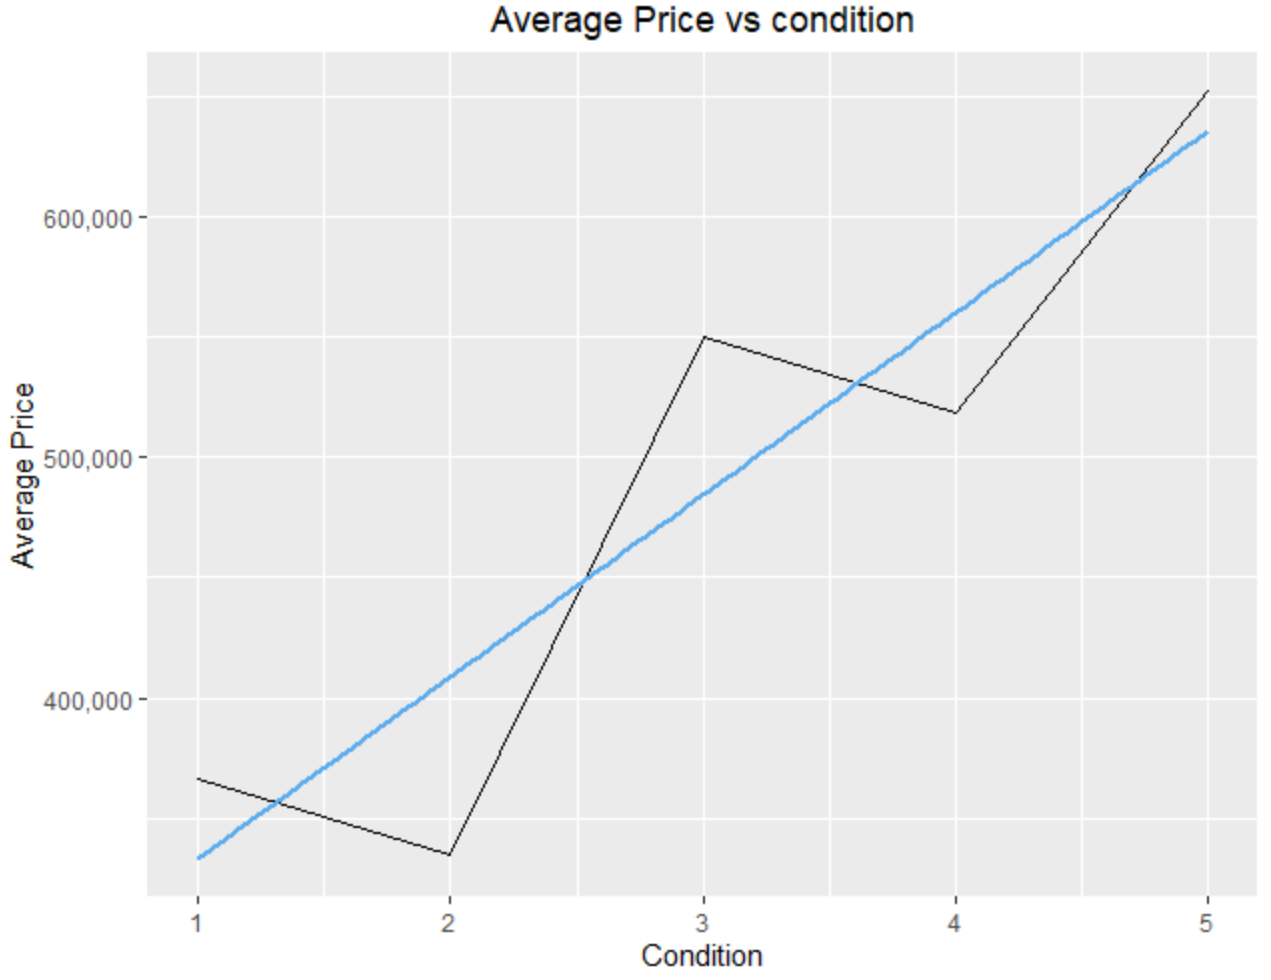 Average Price vs condition
Average Price
600,000
500,000
400,000
1 2 3 4 5
Condition